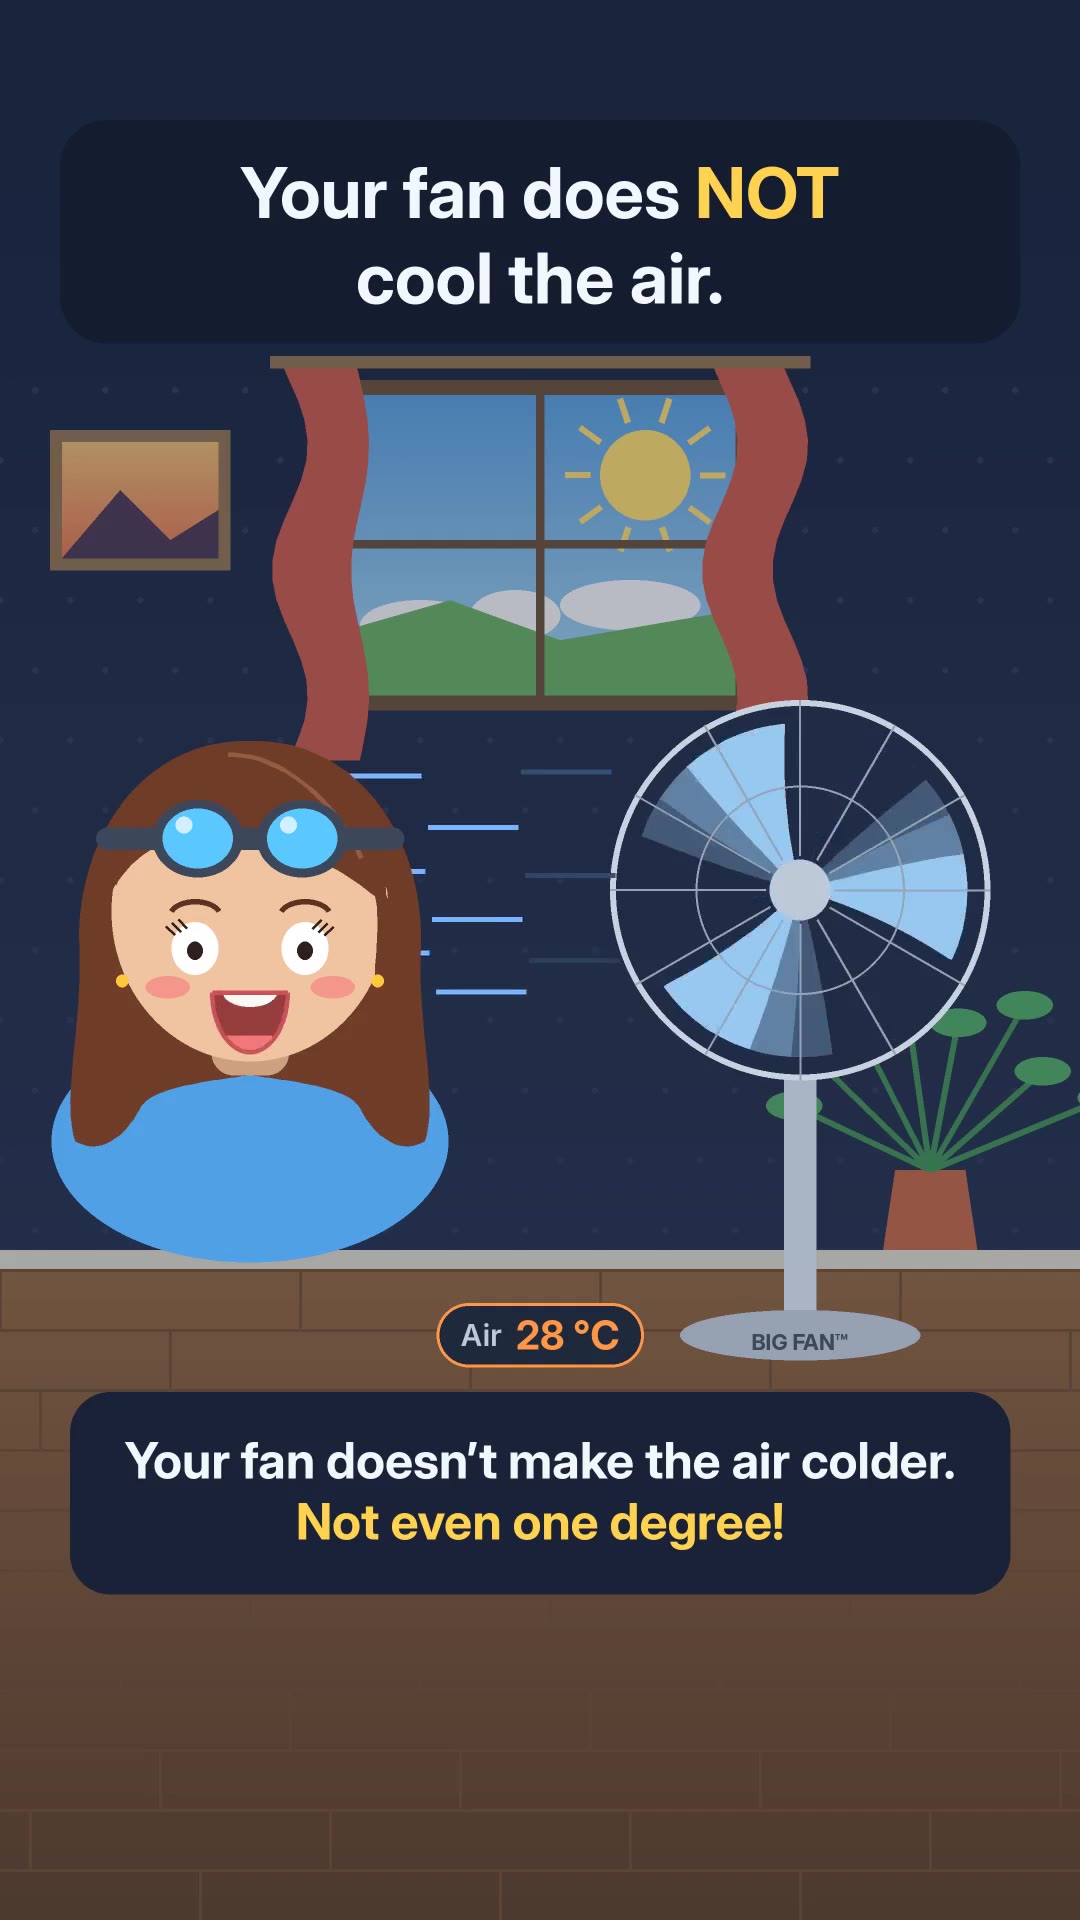 Your fan does NOT
cool the air.
Air 28 °C
BIG FAN™
Your fan doesn’t make the air colder.
Not even one degree!